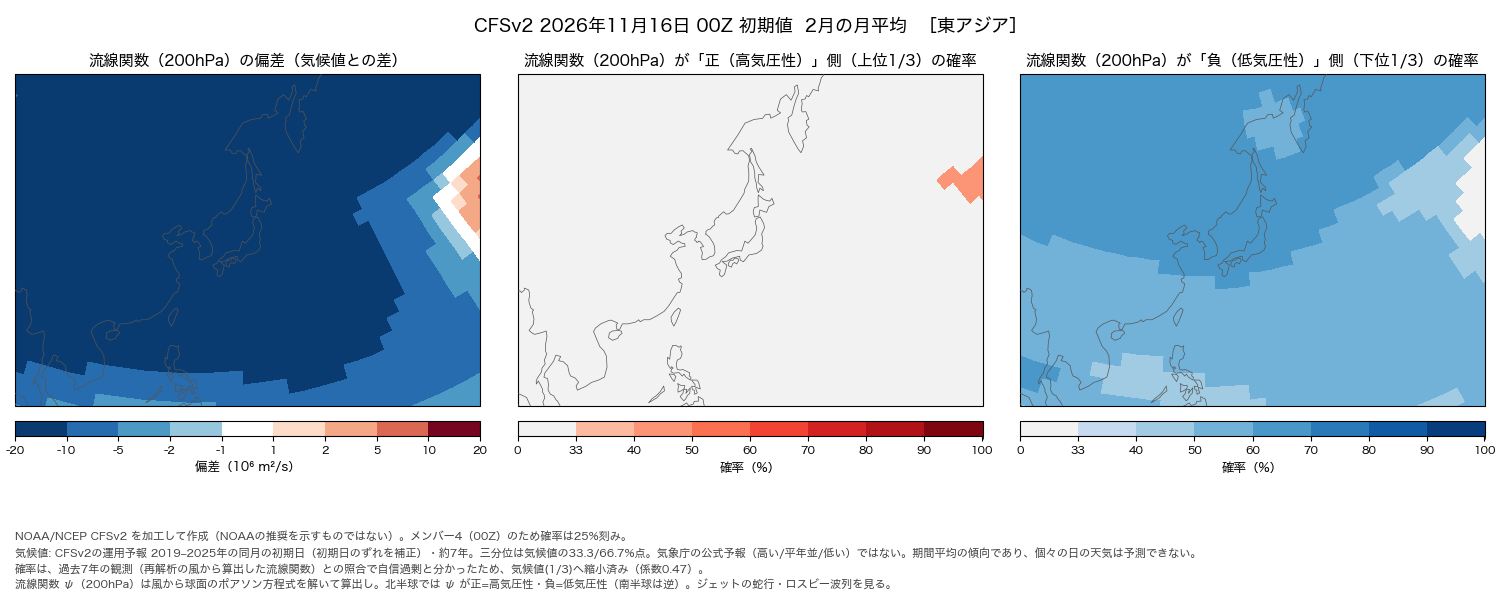 CFSv2 2026年11月16日 00Z 初期値 2月の月平均 ［東アジア］
流線関数（200hPa）の偏差（気候値との差）
流線関数（200hPa）が「正（高気圧性）」側（上位1/3）の確率
流線関数（200hPa）が「負（低気圧性）」側（下位1/3）の確率
-20 -10 -5 -2 -1 1 2 5 10 20
偏差（10⁶ m²/s）
0 33 40 50 60 70 80 90 100
確率（%）
0 33 40 50 60 70 80 90 100
確率（%）
NOAA/NCEP CFSv2 を加工して作成（NOAAの推奨を示すものではない）。メンバー4（00Z）のため確率は25%刻み。
気候値: CFSv2の運用予報 2019–2025年の同月の初期日（初期日のずれを補正）・約7年。三分位は気候値の33.3/66.7%点。気象庁の公式予報（高い/平年並/低い）ではない。期間平均の傾向であり、個々の日の天気は予測できない。
確率は、過去7年の観測（再解析の風から算出した流線関数）との照合で自信過剰と分かったため、気候値(1/3)へ縮小済み（係数0.47）。
流線関数 ψ（200hPa）は風から球面のポアソン方程式を解いて算出し。北半球では ψ が正=高気圧性・負=低気圧性（南半球は逆）。ジェットの蛇行・ロスビー波列を見る。